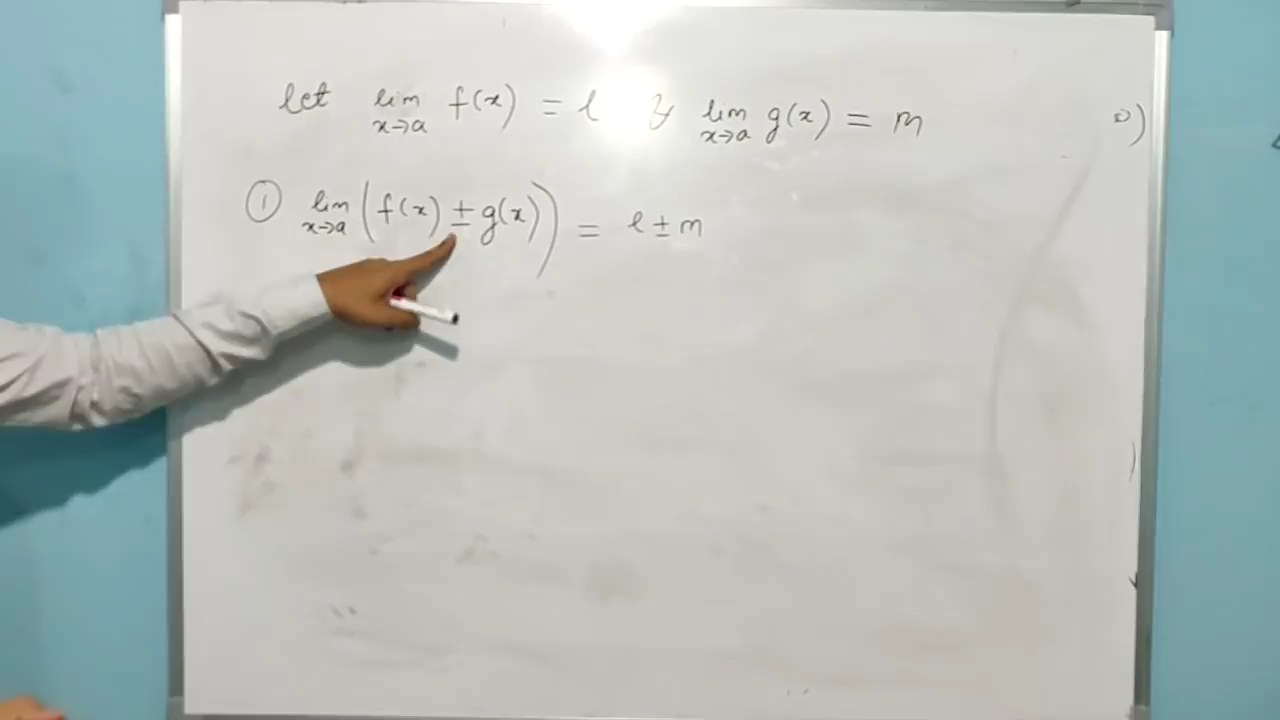 let lim x→a f(x) = l & lim x→a g(x) = m
① lim x→a (f(x) ± g(x)) = l ± m